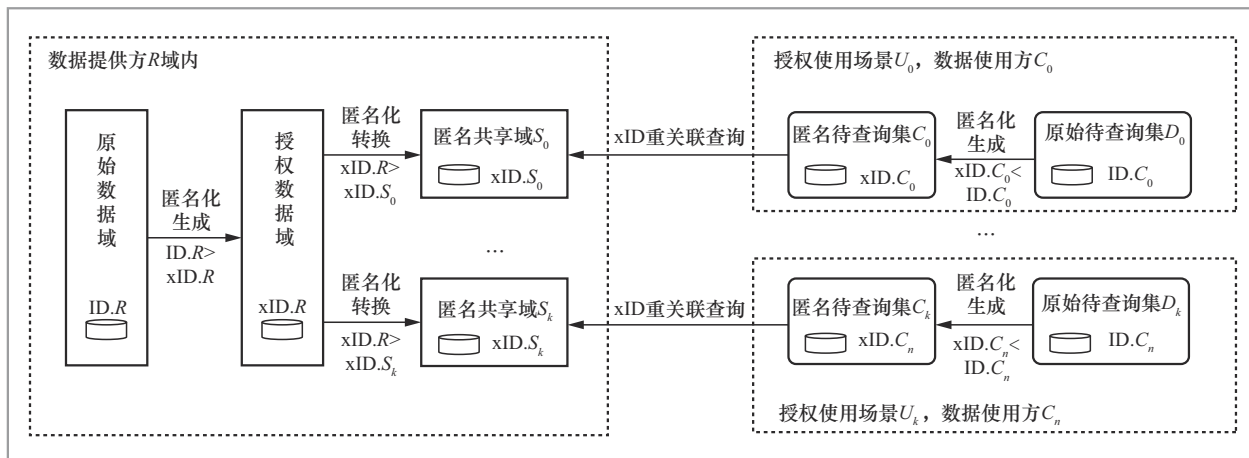 数据提供方R域内
原始数据域
ID.R
匿名化
生成
ID.R>
xID.R
授权数据域
xID.R
匿名化
转换
xID.R>
xID.S₀
匿名共享域S₀
xID.S₀
...
匿名化
转换
xID.R>
xID.Sₖ
匿名共享域Sₖ
xID.Sₖ
xID重关联查询
xID重关联查询
授权使用场景U₀，数据使用方C₀
匿名待查询集C₀
xID.C₀
匿名化
生成
xID.C₀<
ID.C₀
原始待查询集D₀
ID.C₀
...
匿名待查询集Cₖ
xID.Cₙ
匿名化
生成
xID.Cₙ<
ID.Cₙ
原始待查询集Dₖ
ID.Cₙ
授权使用场景Uₖ，数据使用方Cₙ